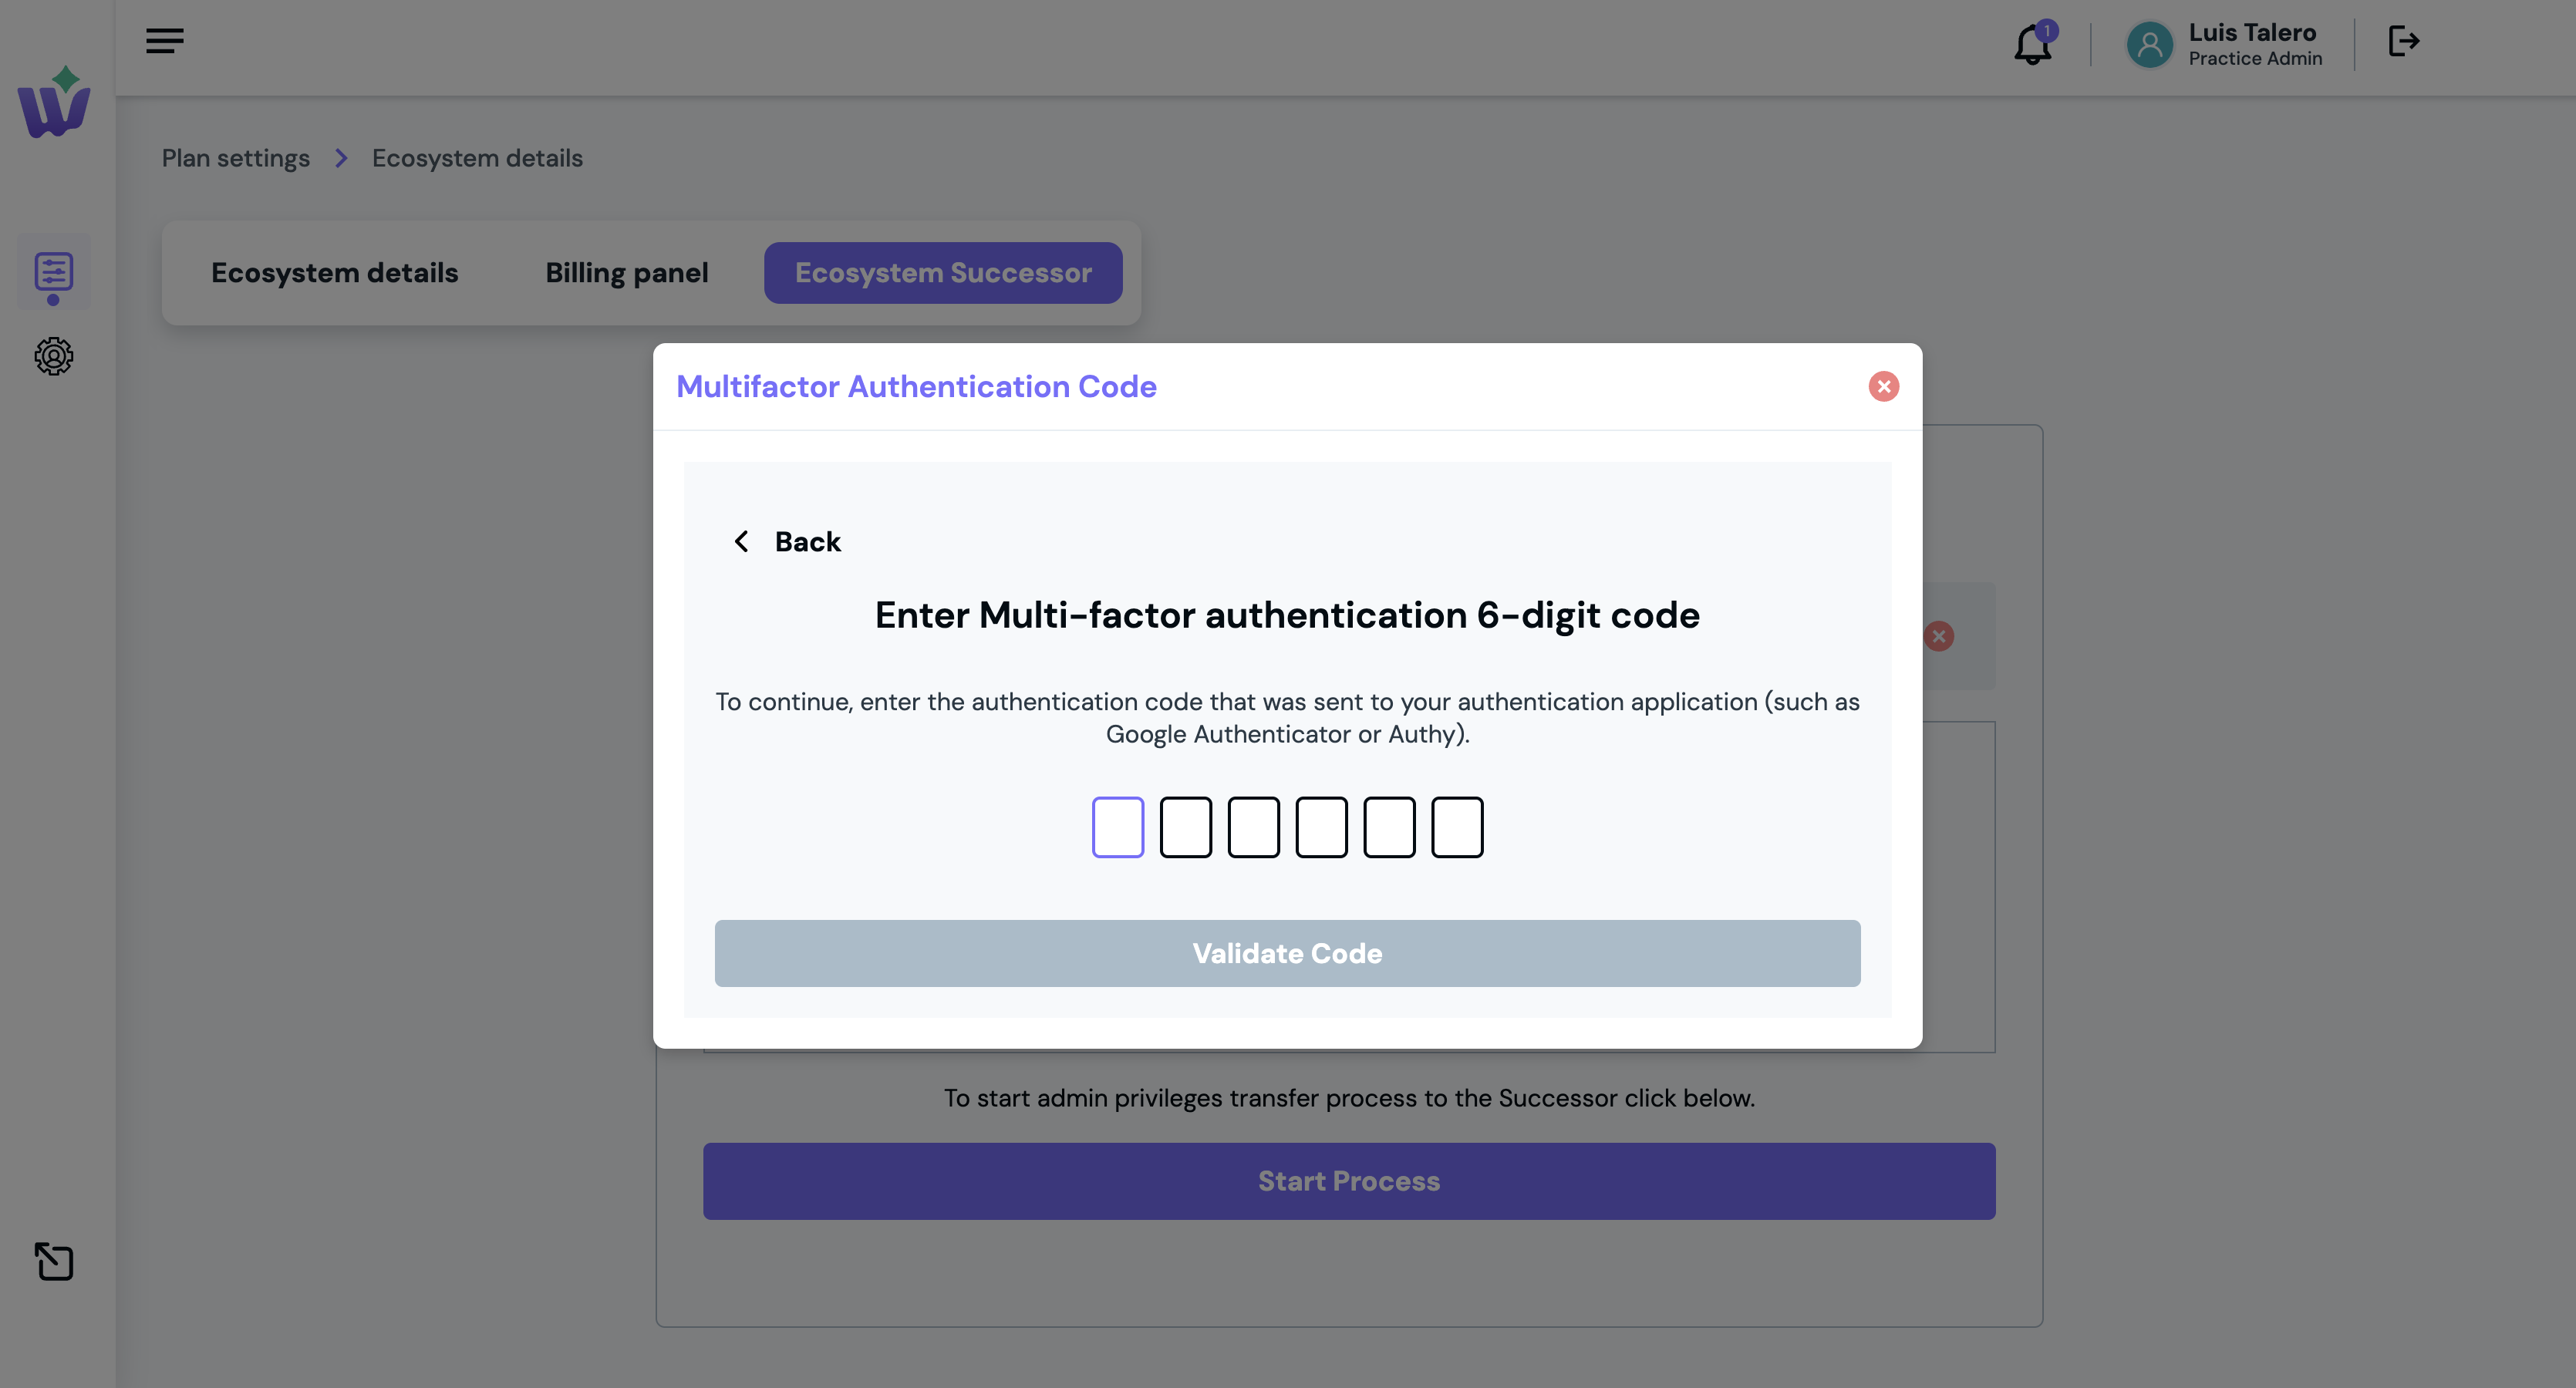 1
Luis Talero
Practice Admin
Plan settings
Ecosystem details
Ecosystem details
Billing panel
Ecosystem Successor
Multifactor Authentication Code
Back
Enter Multi-factor authentication 6-digit code
To continue, enter the authentication code that was sent to your authentication application (such as
Google Authenticator or Authy).
Validate Code
To start admin privileges transfer process to the Successor click below.
Start Process